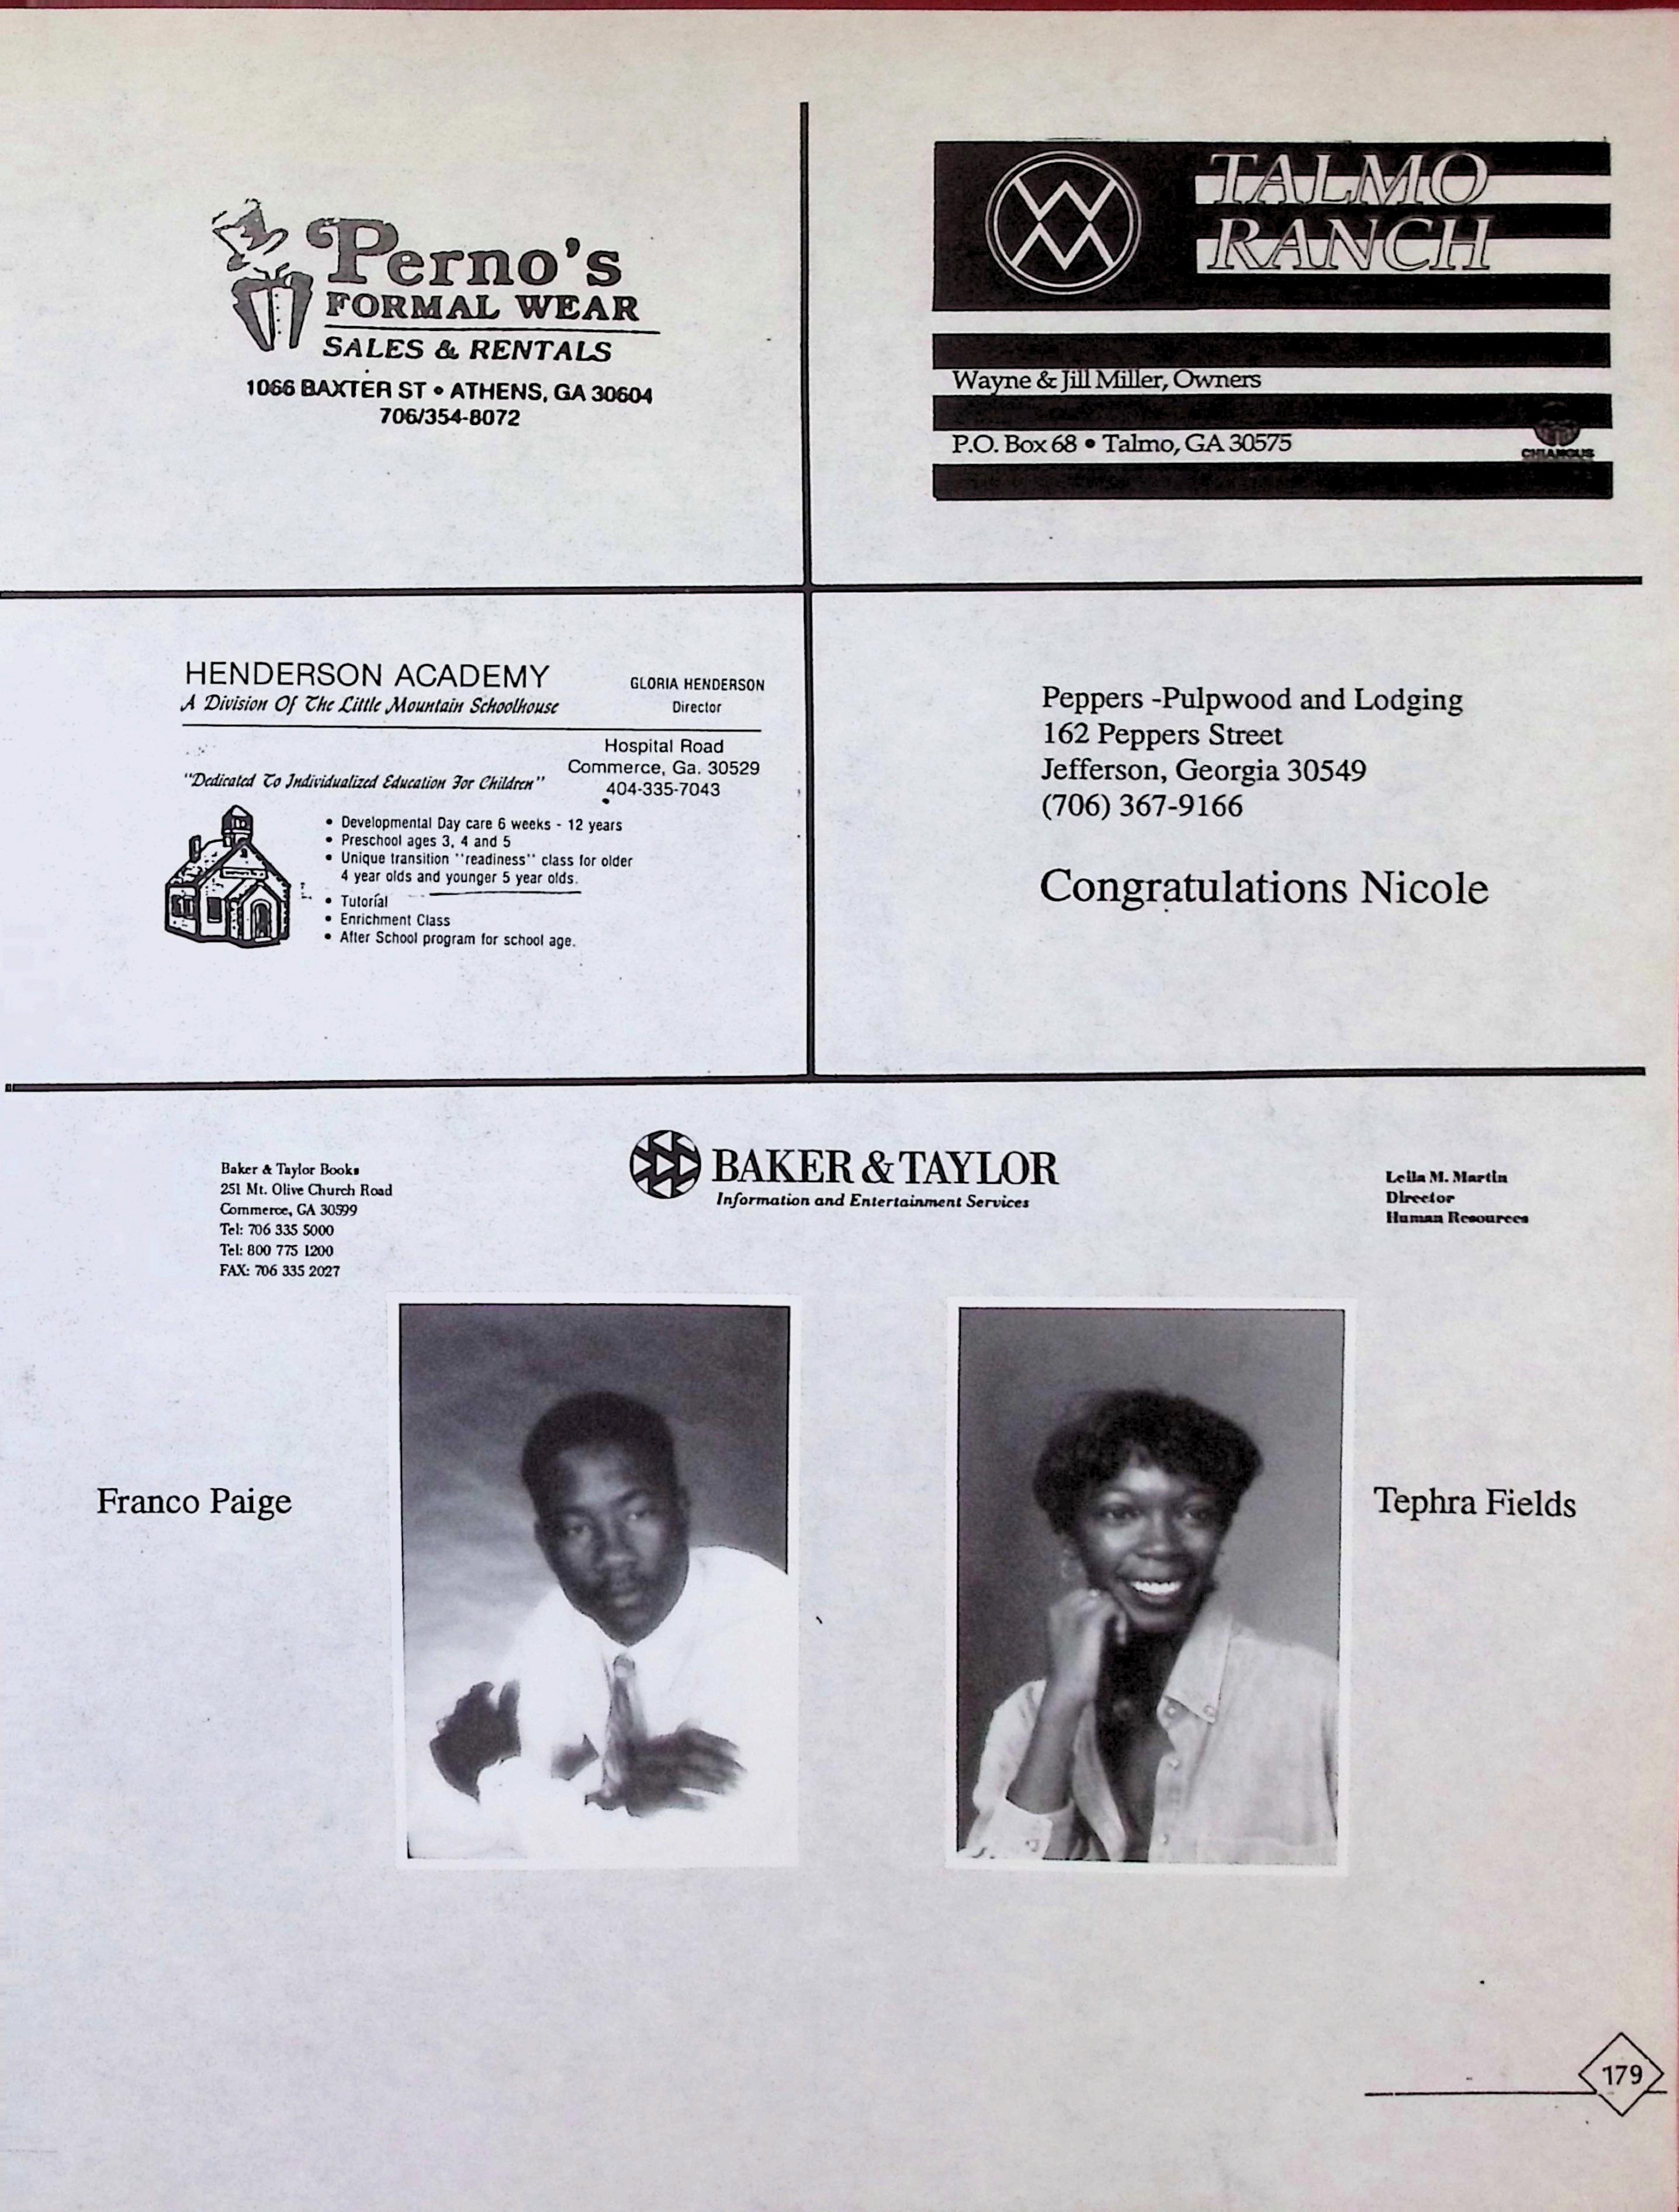 Perno's
FORMAL WEAR
SALES & RENTALS
1066 BAXTER ST • ATHENS, GA 30604
706/354-8072
TALMO
RANCH
Wayne & Jill Miller, Owners
P.O. Box 68 • Talmo, GA 30575
CHIANGUS
HENDERSON ACADEMY
A Division Of The Little Mountain Schoolhouse
GLORIA HENDERSON
Director
Hospital Road
Commerce, Ga. 30529
404-335-7043
"Dedicated To Individualized Education For Children"
• Developmental Day care 6 weeks - 12 years
• Preschool ages 3, 4 and 5
• Unique transition "readiness" class for older
4 year olds and younger 5 year olds.
• Tutorial
• Enrichment Class
• After School program for school age.
Peppers -Pulpwood and Lodging
162 Peppers Street
Jefferson, Georgia 30549
(706) 367-9166
Congratulations Nicole
Baker & Taylor Books
251 Mt. Olive Church Road
Commerce, GA 30599
Tel: 706 335 5000
Tel: 800 775 1200
FAX: 706 335 2027
BAKER & TAYLOR
Information and Entertainment Services
Leila M. Martin
Director
Human Resources
Franco Paige
Tephra Fields
179